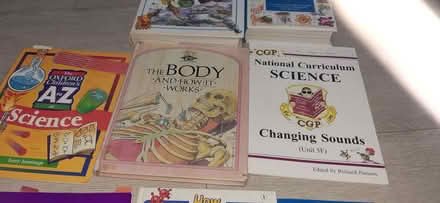 The OXFORD
Children's
A-Z
Science
THE BODY
AND HOW IT
WORKS
CGP
National Curriculum
SCIENCE
CGP
Changing Sounds
(Unit 5F)
Edited by Richard Parsons
How